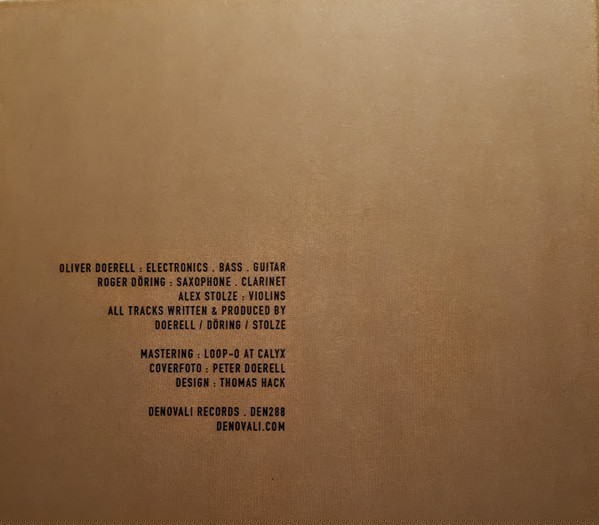 OLIVER DOERELL : ELECTRONICS . BASS . GUITAR
ROGER DÖRING : SAXOPHONE . CLARINET
ALEX STOLZE : VIOLINS
ALL TRACKS WRITTEN & PRODUCED BY
DOERELL / DÖRING / STOLZE
MASTERING : LOOP-O AT CALYX
COVERFOTO : PETER DOERELL
DESIGN : THOMAS HACK
DENOVALI RECORDS . DEN288
DENOVALI.COM